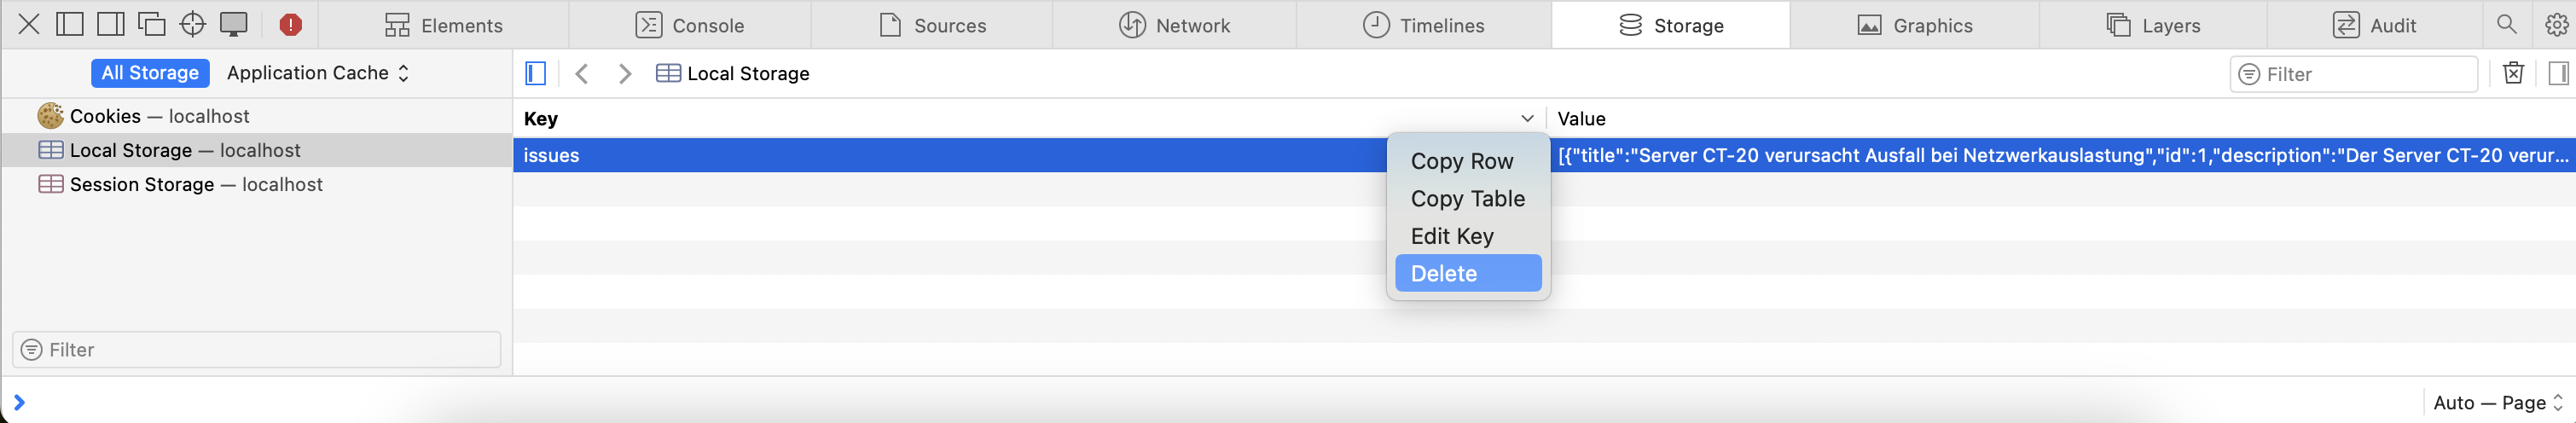 Elements Console Sources Network Timelines Storage Graphics Layers Audit
All Storage Application Cache Local Storage Filter
Cookies — localhost
Local Storage — localhost
Session Storage — localhost
Filter
Key Value
issues [{"title":"Server CT-20 verursacht Ausfall bei Netzwerkauslastung","id":1,"description":"Der Server CT-20 verur...
Copy Row
Copy Table
Edit Key
Delete
Auto — Page